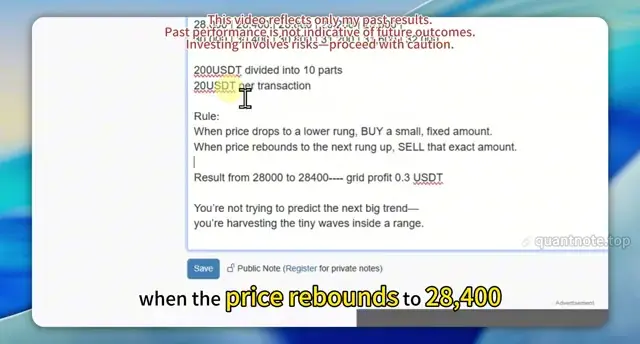 This video reflects only my past results.
Past performance is not indicative of future outcomes.
Investing involves risks—proceed with caution.
200USDT divided into 10 parts
20USDT per transaction
Rule:
When price drops to a lower rung, BUY a small, fixed amount.
When price rebounds to the next rung up, SELL that exact amount.
Result from 28000 to 28400---- grid profit 0.3 USDT
You're not trying to predict the next big trend—
you're harvesting the tiny waves inside a range.
quantnote.top
Save Public Note (Register for private notes)
Advertisement
when the price rebounds to 28,400